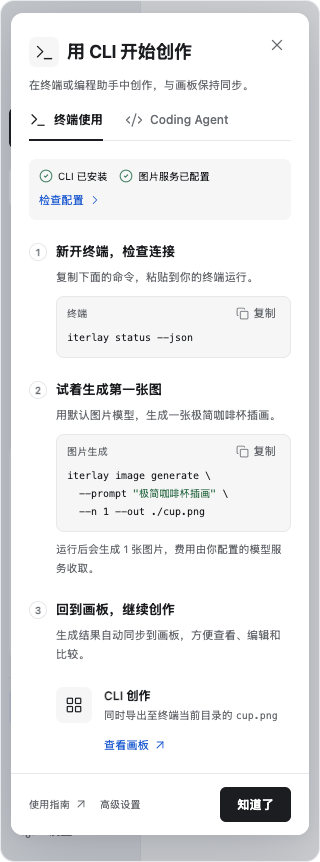 用 CLI 开始创作
在终端或编程助手中创作，与画板保持同步。
终端使用
Coding Agent
CLI 已安装
图片服务已配置
检查配置
1
新开终端，检查连接
复制下面的命令，粘贴到你的终端运行。
终端
复制
iterlay status --json
2
试着生成第一张图
用默认图片模型，生成一张极简咖啡杯插画。
图片生成
复制
iterlay image generate \
--prompt "极简咖啡杯插画" \
--n 1 --out ./cup.png
运行后会生成 1 张图片，费用由你配置的模型服
务收取。
3
回到画板，继续创作
生成结果自动同步到画板，方便查看、编辑和
比较。
CLI 创作
同时导出至终端当前目录的 cup.png
查看画板
使用指南
高级设置
知道了